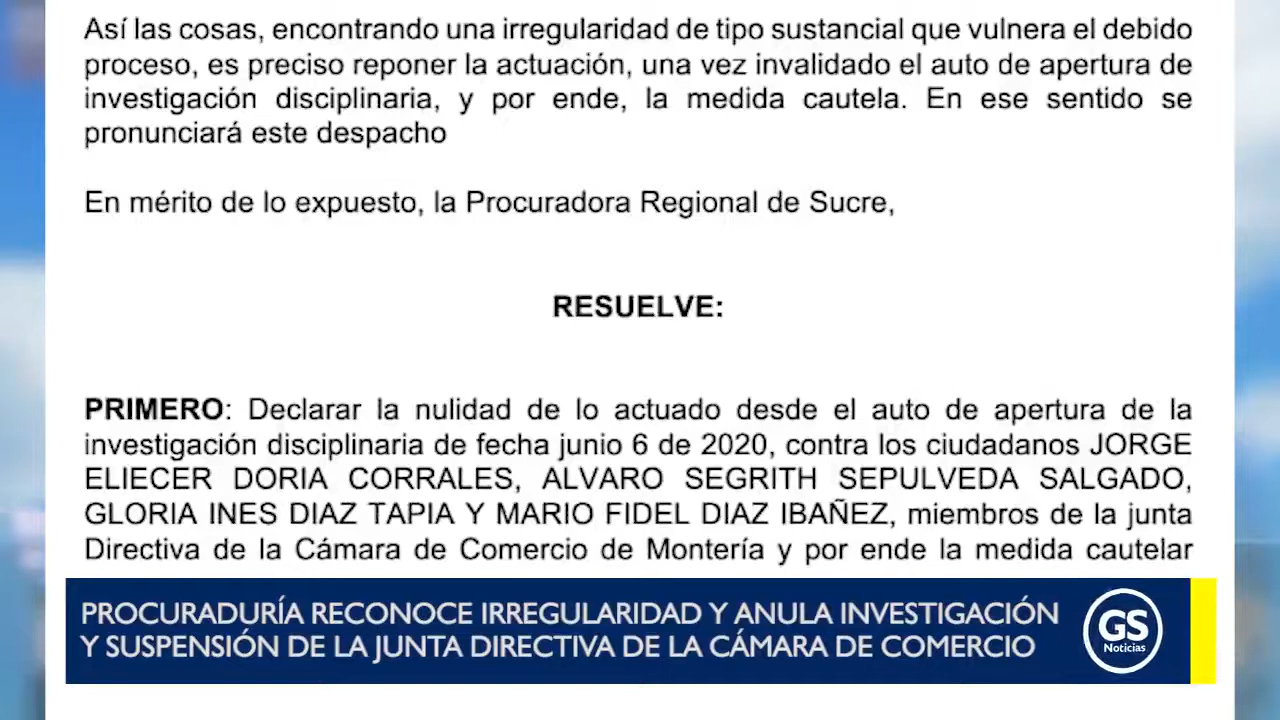 Así las cosas, encontrando una irregularidad de tipo sustancial que vulnera el debido
proceso, es preciso reponer la actuación, una vez invalidado el auto de apertura de
investigación disciplinaria, y por ende, la medida cautela. En ese sentido se
pronunciará este despacho
En mérito de lo expuesto, la Procuradora Regional de Sucre,
RESUELVE:
PRIMERO: Declarar la nulidad de lo actuado desde el auto de apertura de la
investigación disciplinaria de fecha junio 6 de 2020, contra los ciudadanos JORGE
ELIECER DORIA CORRALES, ALVARO SEGRITH SEPULVEDA SALGADO,
GLORIA INES DIAZ TAPIA Y MARIO FIDEL DIAZ IBAÑEZ, miembros de la junta
Directiva de la Cámara de Comercio de Montería y por ende la medida cautelar
PROCURADURÍA RECONOCE IRREGULARIDAD Y ANULA INVESTIGACIÓN
Y SUSPENSIÓN DE LA JUNTA DIRECTIVA DE LA CÁMARA DE COMERCIO
GS
Noticias